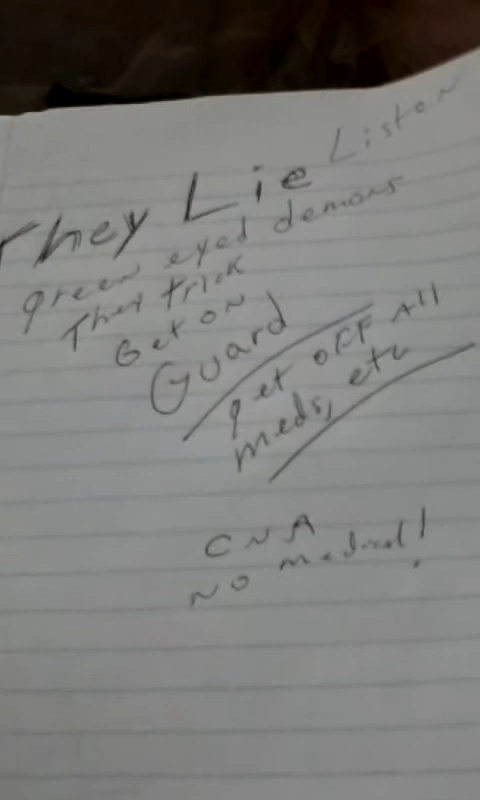 They Lie Listen
green eyed demons
They trick
Get on
Guard
get off All
meds, etc
CNA
NO medical!